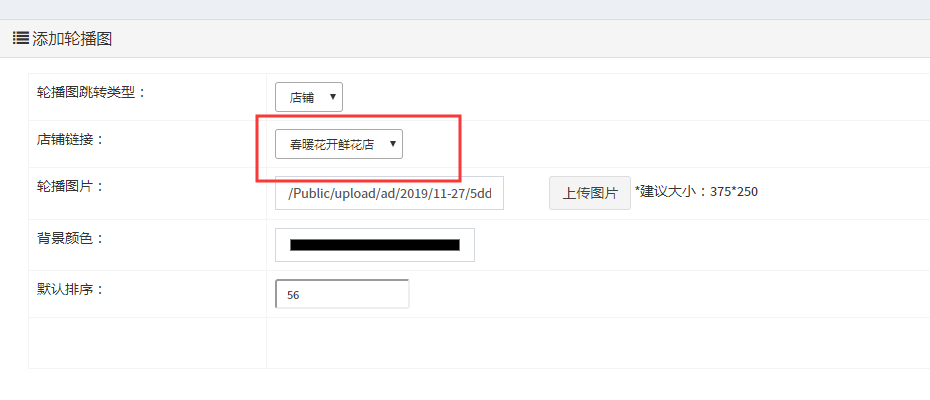 添加轮播图
轮播图跳转类型：
店铺
店铺链接：
春暖花开鲜花店
轮播图片：
/Public/upload/ad/2019/11-27/5dd
上传图片
*建议大小：375*250
背景颜色：
默认排序：
56